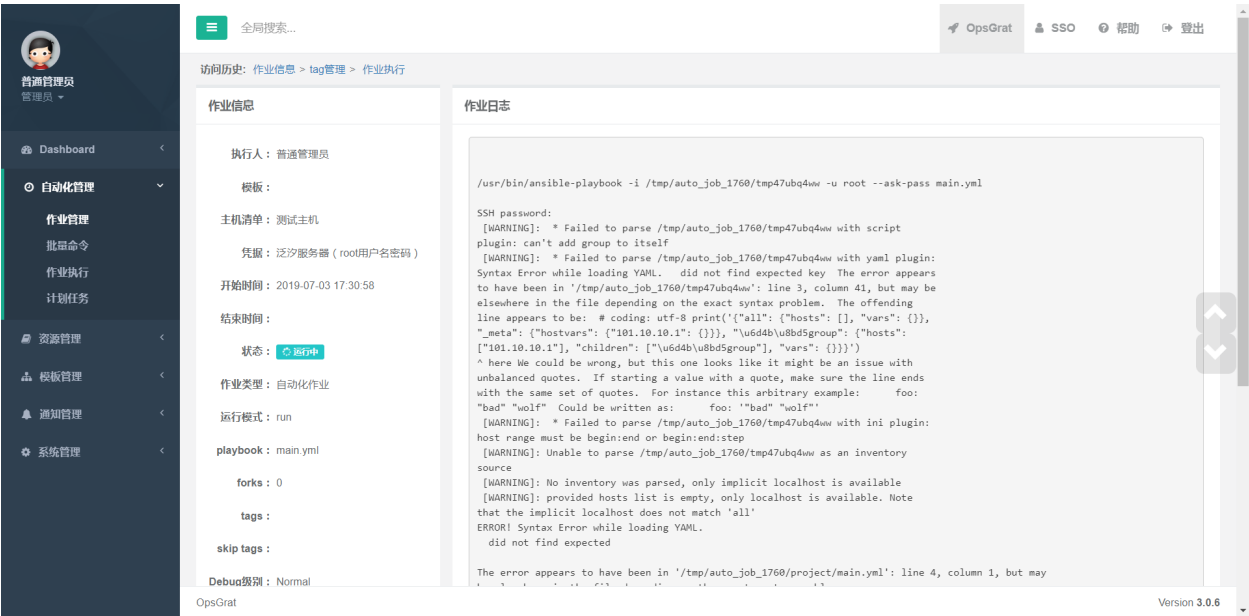 全局搜索...
OpsGrat
SSO
帮助
登出
普通管理员
管理员
Dashboard
自动化管理
作业管理
批量命令
作业执行
计划任务
资源管理
模板管理
通知管理
系统管理
访问历史: 作业信息 > tag管理 > 作业执行
作业信息
执行人： 普通管理员
模板：
主机清单： 测试主机
凭据： 泛汐服务器 ( root用户名密码 )
开始时间： 2019-07-03 17:30:58
结束时间：
状态： 运行中
作业类型： 自动化作业
运行模式： run
playbook： main.yml
forks： 0
tags：
skip tags：
Debug级别： Normal
作业日志
/usr/bin/ansible-playbook -i /tmp/auto_job_1760/tmp47ubq4ww -u root --ask-pass main.yml
SSH password:
[WARNING]: * Failed to parse /tmp/auto_job_1760/tmp47ubq4ww with script
plugin: can't add group to itself
[WARNING]: * Failed to parse /tmp/auto_job_1760/tmp47ubq4ww with yaml plugin:
Syntax Error while loading YAML. did not find expected key The error appears
to have been in '/tmp/auto_job_1760/tmp47ubq4ww': line 3, column 41, but may be
elsewhere in the file depending on the exact syntax problem. The offending
line appears to be: # coding: utf-8 print('{"all": {"hosts": [], "vars": {}},
"_meta": {"hostvars": {"101.10.10.1": {}}}, "\u6d4b\u8bd5group": {"hosts":
["101.10.10.1"], "children": ["\u6d4b\u8bd5group"], "vars": {}}}')
^ here We could be wrong, but this one looks like it might be an issue with
unbalanced quotes. If starting a value with a quote, make sure the line ends
with the same set of quotes. For instance this arbitrary example: foo:
"bad" "wolf" Could be written as: foo: '"bad" "wolf"'
[WARNING]: * Failed to parse /tmp/auto_job_1760/tmp47ubq4ww with ini plugin:
host range must be begin:end or begin:end:step
[WARNING]: Unable to parse /tmp/auto_job_1760/tmp47ubq4ww as an inventory
source
[WARNING]: No inventory was parsed, only implicit localhost is available
[WARNING]: provided hosts list is empty, only localhost is available. Note
that the implicit localhost does not match 'all'
ERROR! Syntax Error while loading YAML.
did not find expected
The error appears to have been in '/tmp/auto_job_1760/project/main.yml': line 4, column 1, but may
OpsGrat
Version 3.0.6